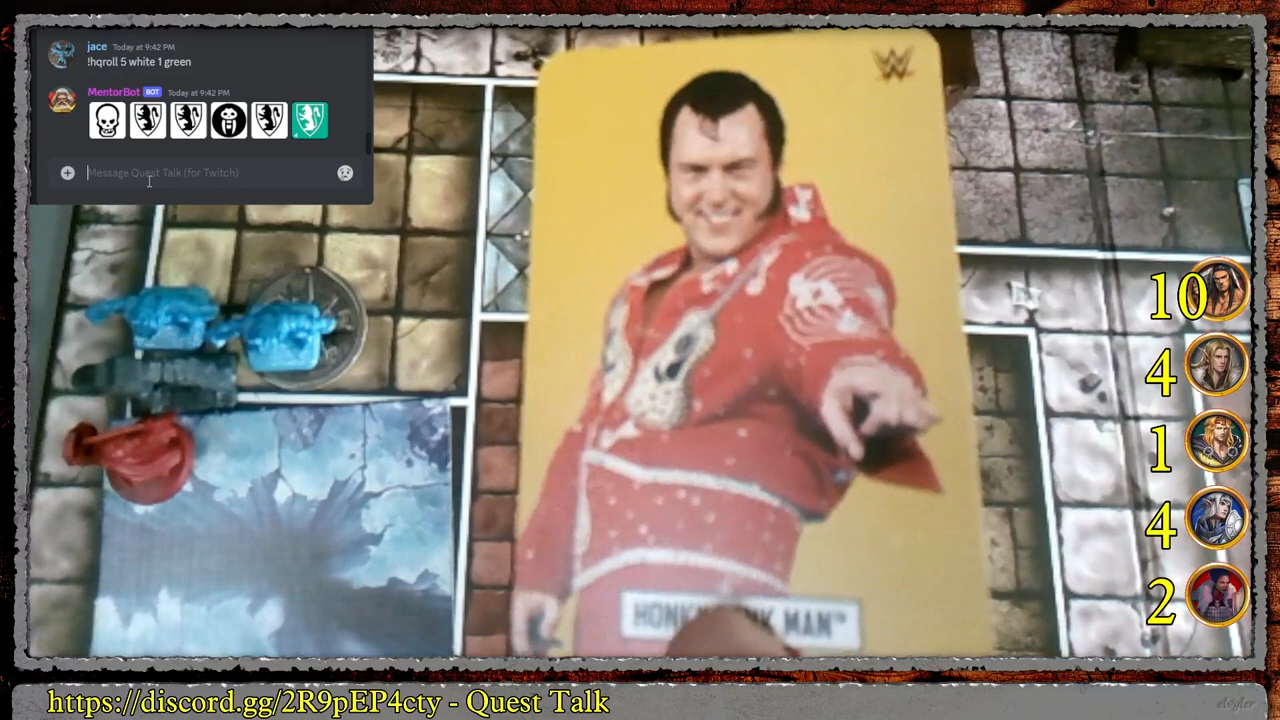 jace Today at 9:42 PM
!hqroll 5 white 1 green
MentorBot BOT Today at 9:42 PM
Message Quest Talk (for Twitch)
W
10
4
1
4
2
MAN™
https://discord.gg/2R9pEP4cty - Quest Talk